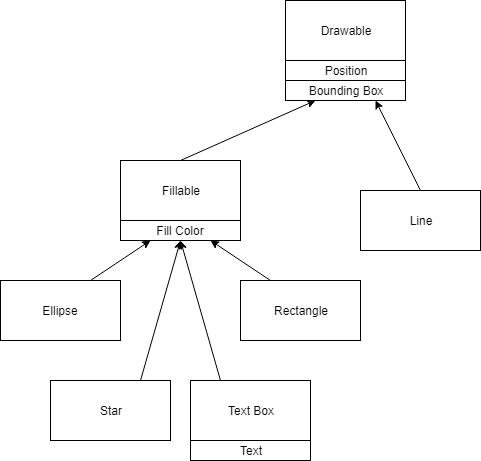 Drawable
Position
Bounding Box
Fillable
Fill Color
Line
Ellipse
Rectangle
Star
Text Box
Text